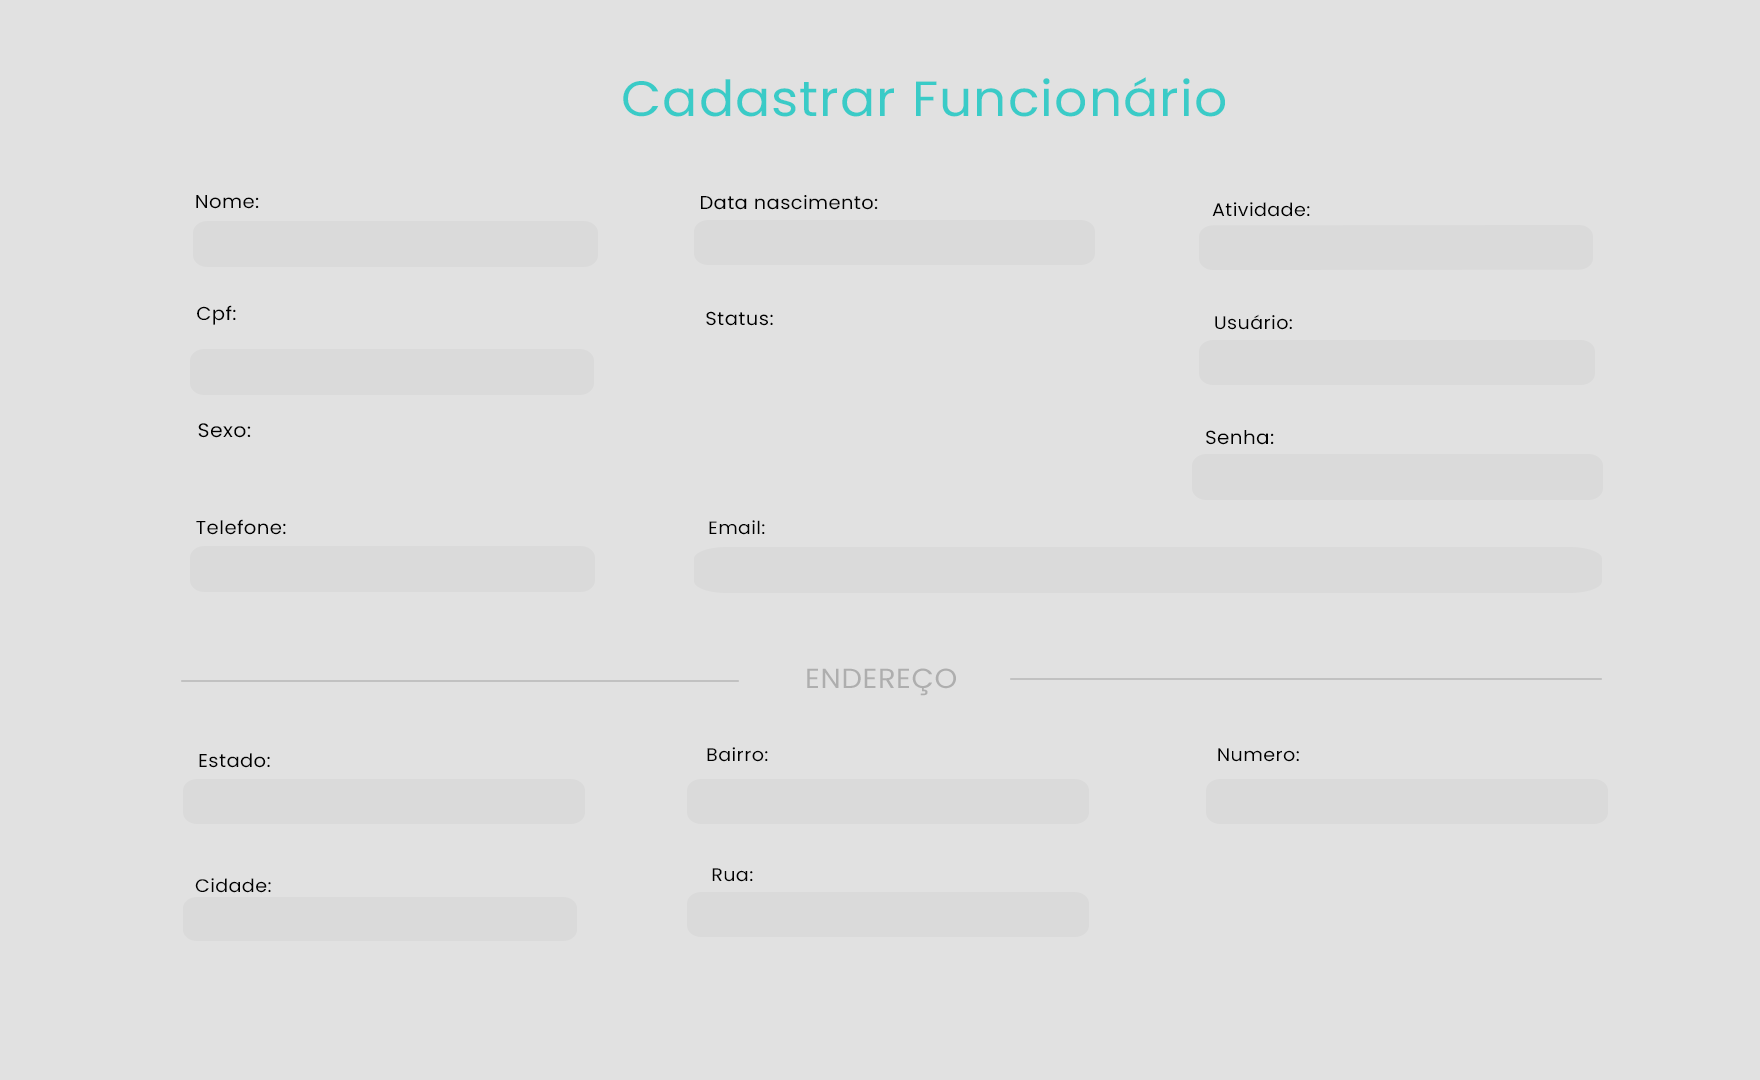 Cadastrar Funcionário
Nome:
Data nascimento:
Atividade:
Cpf:
Status:
Usuário:
Sexo:
Senha:
Telefone:
Email:
ENDEREÇO
Estado:
Bairro:
Numero:
Cidade:
Rua: